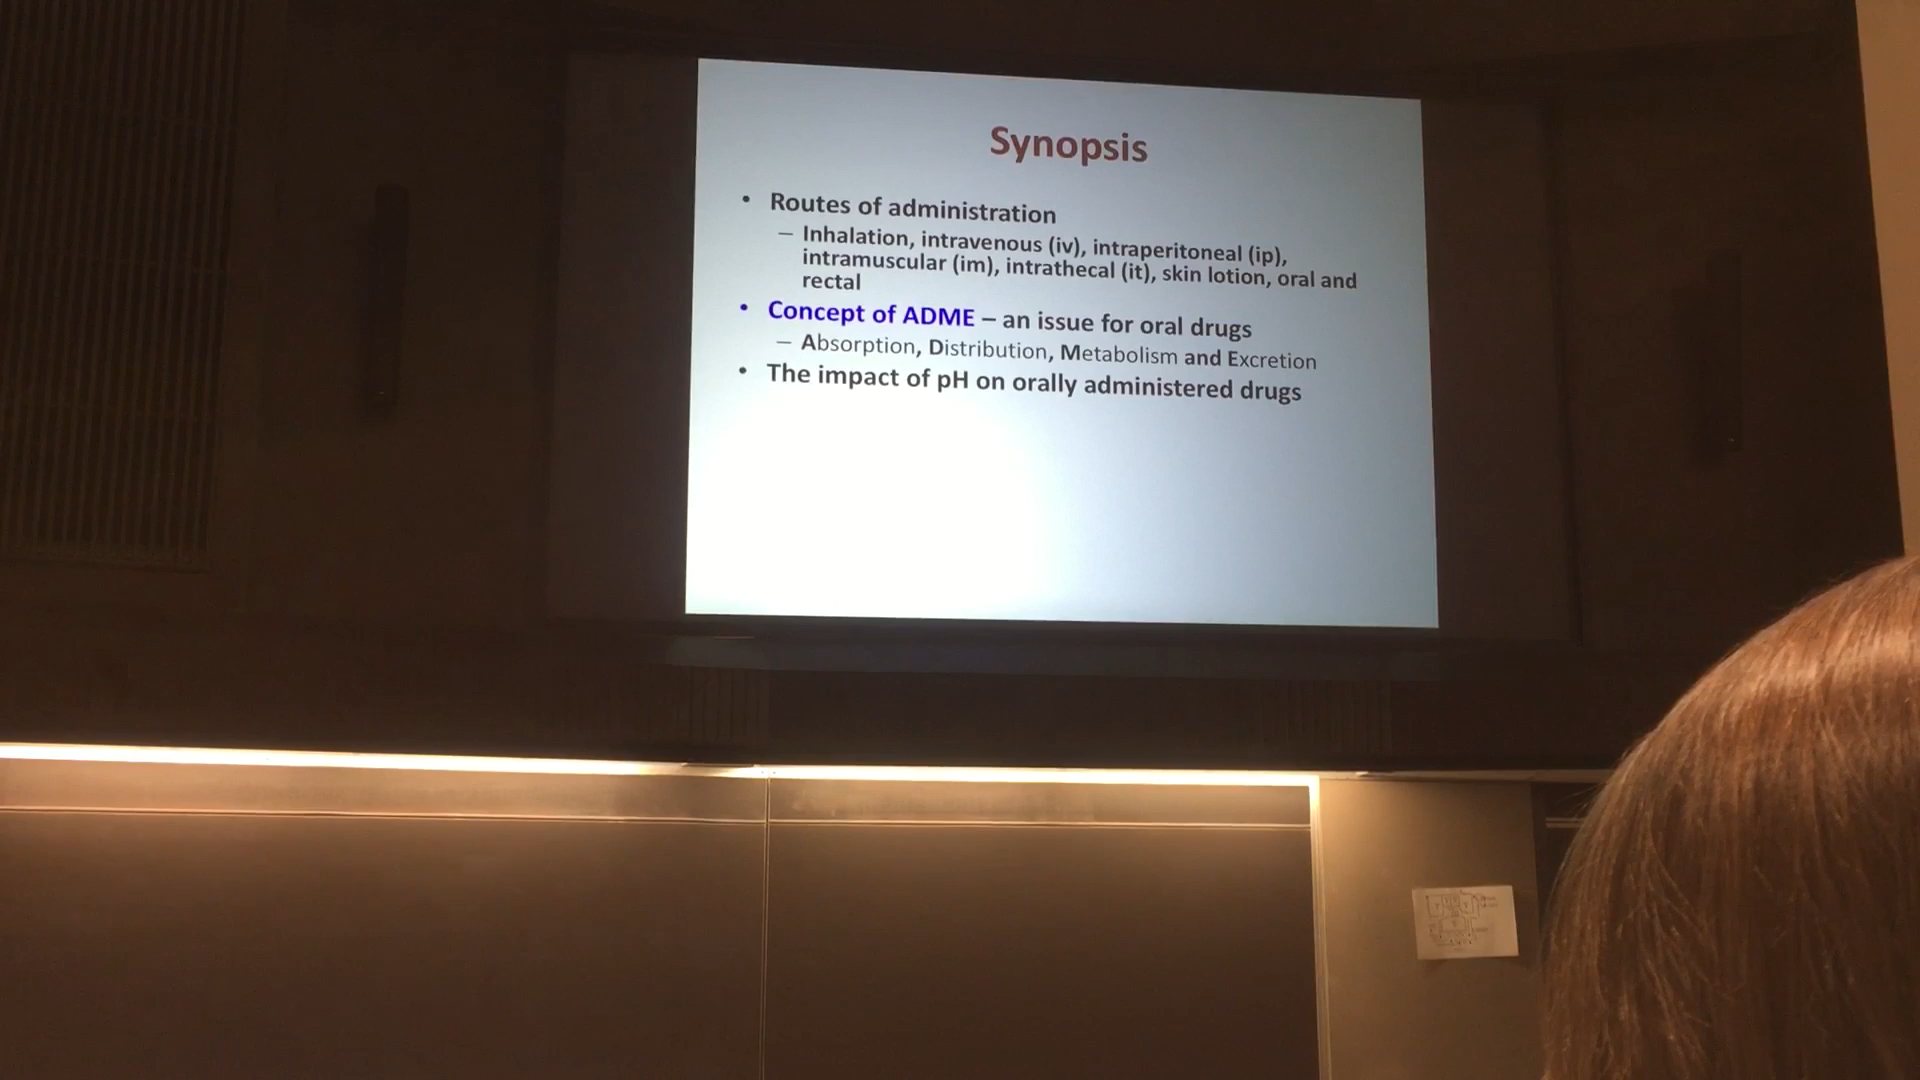 Synopsis
• Routes of administration
– Inhalation, intravenous (iv), intraperitoneal (ip),
intramuscular (im), intrathecal (it), skin lotion, oral and
rectal
• Concept of ADME – an issue for oral drugs
– Absorption, Distribution, Metabolism and Excretion
• The impact of pH on orally administered drugs